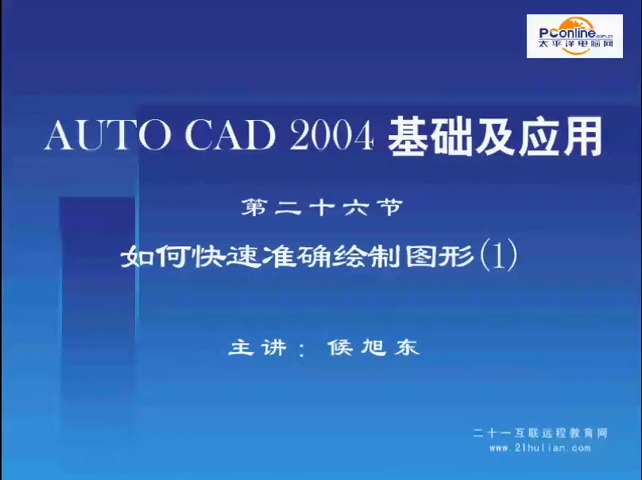 PConline.com.cn
太平洋电脑网
AUTO CAD 2004 基础及应用
第二十六节
如何快速准确绘制图形(1)
主讲：侯旭东
二十一互联远程教育网
www.21hulian.com